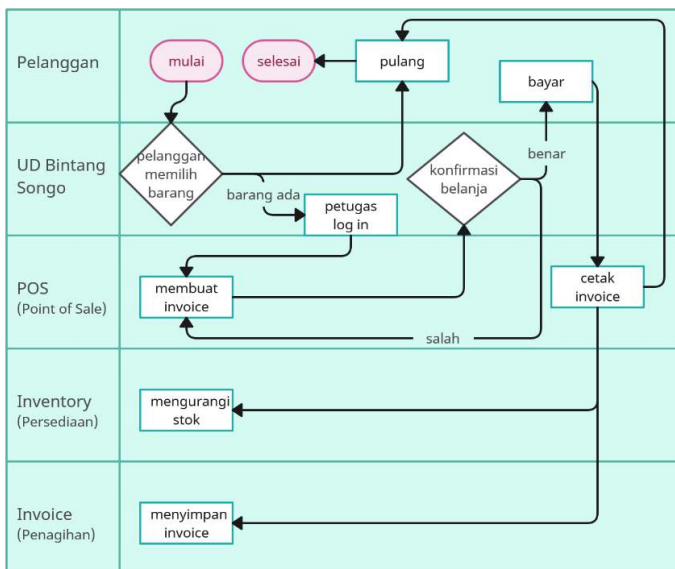 Pelanggan
mulai
selesai
pulang
bayar
UD Bintang
Songo
pelanggan
memilih
barang
barang ada
petugas
log in
konfirmasi
belanja
benar
POS
(Point of Sale)
membuat
invoice
cetak
invoice
salah
Inventory
(Persediaan)
mengurangi
stok
Invoice
(Penagihan)
menyimpan
invoice